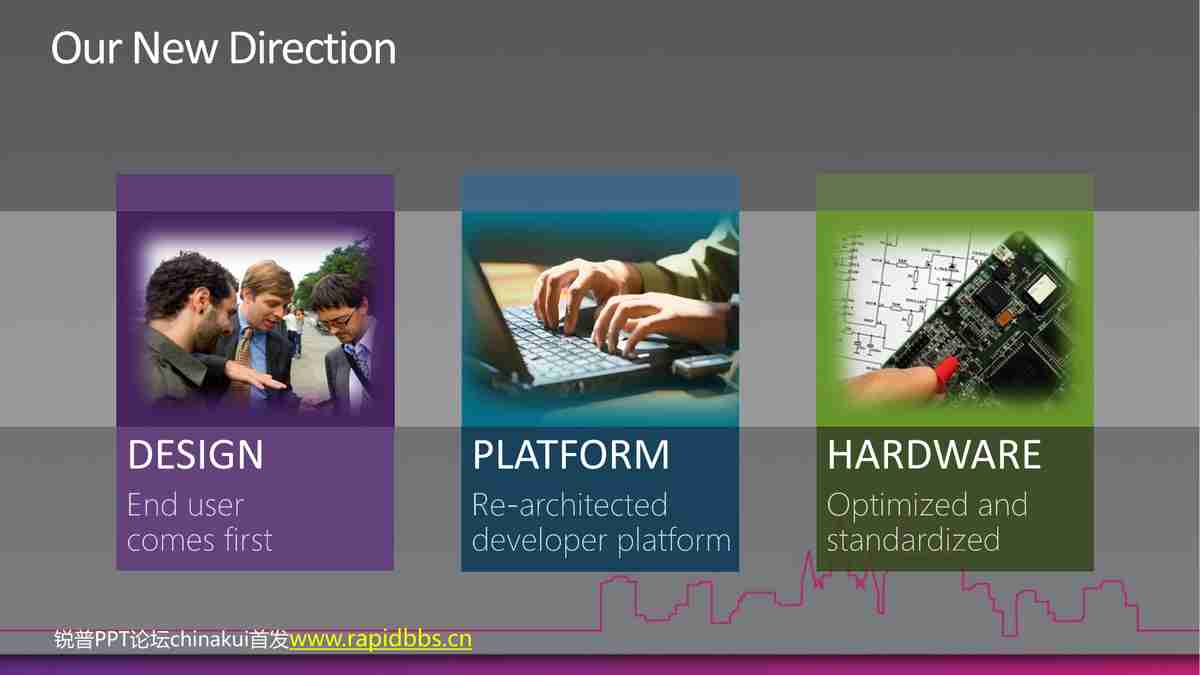 Our New Direction
DESIGN
End user
comes first
PLATFORM
Re-architected
developer platform
HARDWARE
Optimized and
standardized
锐普PPT论坛chinakui首发www.rapidbbs.cn